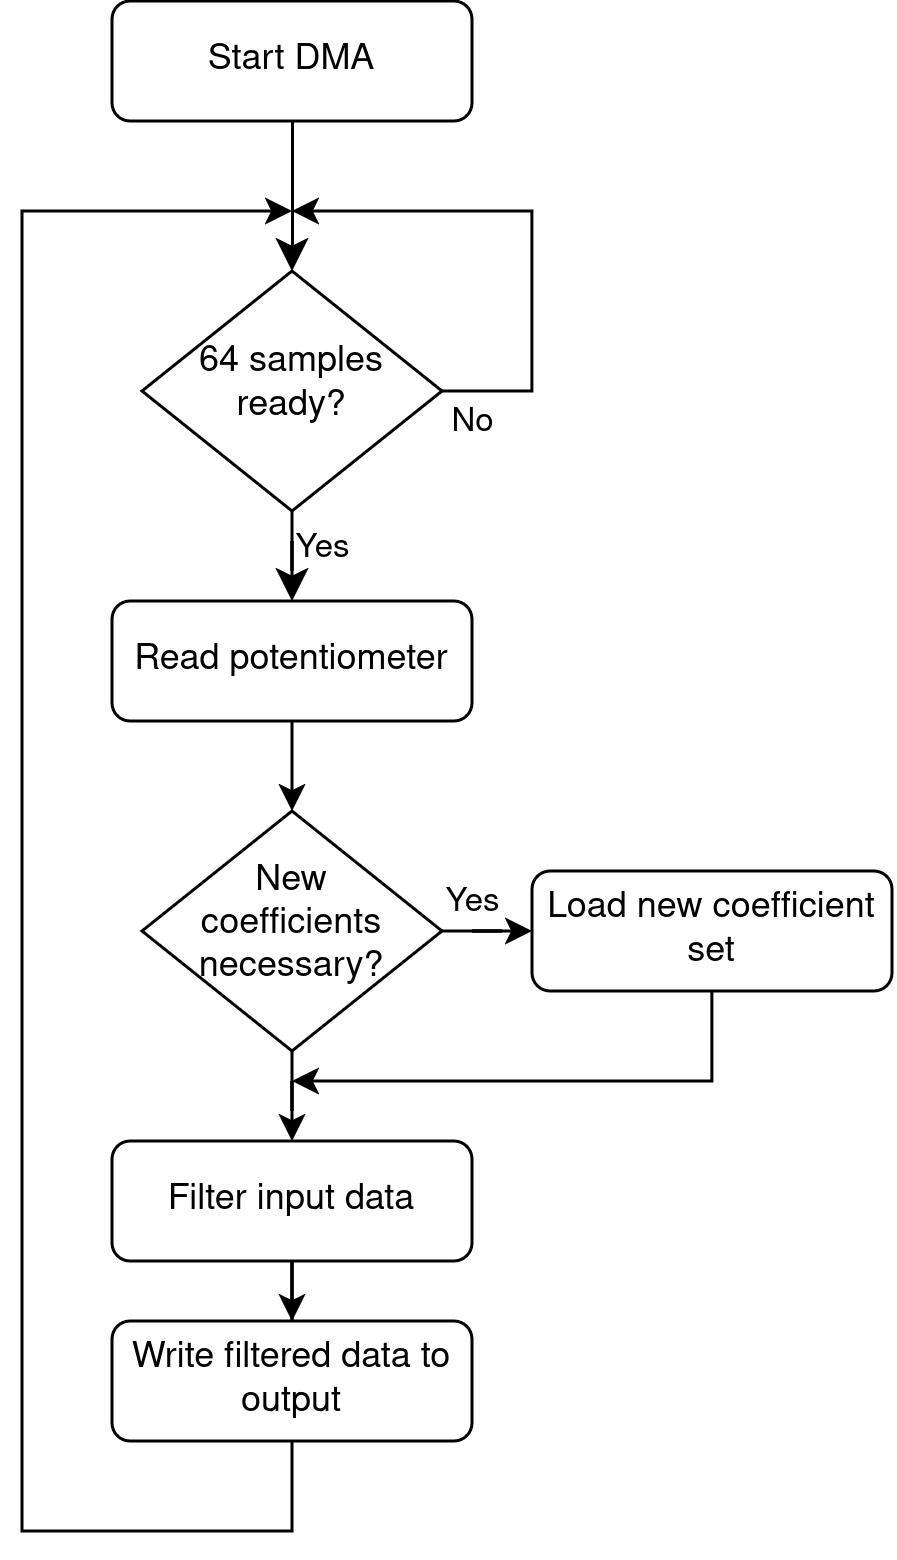 Start DMA
64 samples
ready?
No
Yes
Read potentiometer
New
coefficients
necessary?
Yes
Load new coefficient
set
Filter input data
Write filtered data to
output